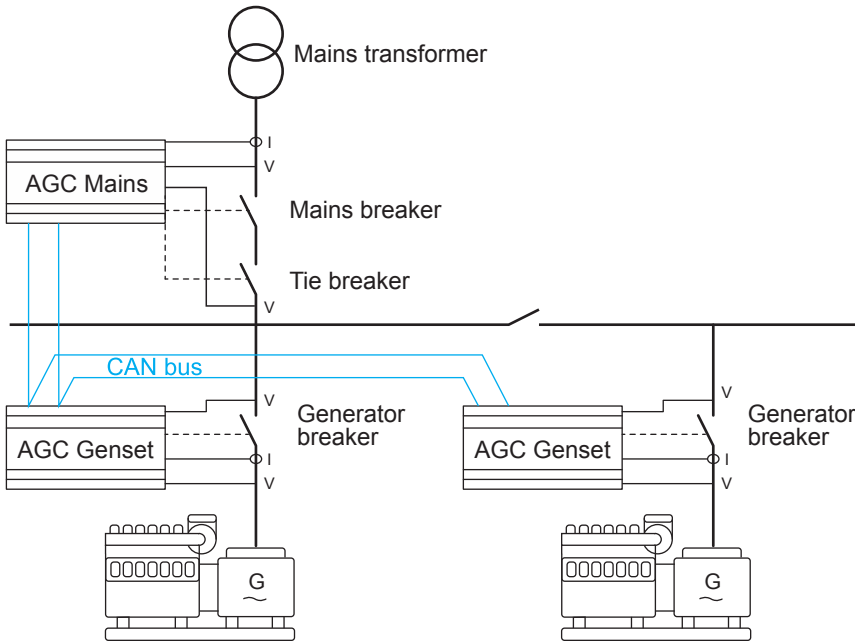 Mains transformer
I
V
AGC Mains
Mains breaker
Tie breaker
V
CAN bus
V
V
Generator
breaker
Generator
breaker
AGC Genset
AGC Genset
I
I
V
V
G
G